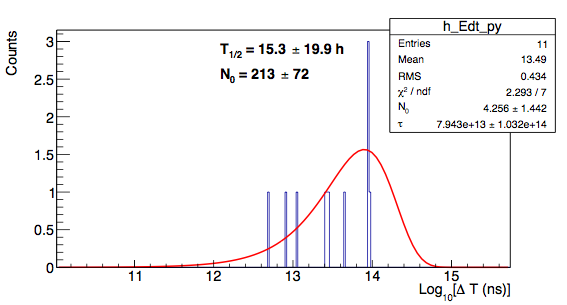 h_Edt_py
Entries 11
Mean 13.49
RMS 0.434
χ² / ndf 2.293 / 7
N₀ 4.256 ± 1.442
τ 7.943e+13 ± 1.032e+14
T₁/₂ = 15.3 ± 19.9 h
N₀ = 213 ± 72
Counts
3
2.5
2
1.5
1
0.5
0
11 12 13 14 15
Log₁₀[Δ T (ns)]